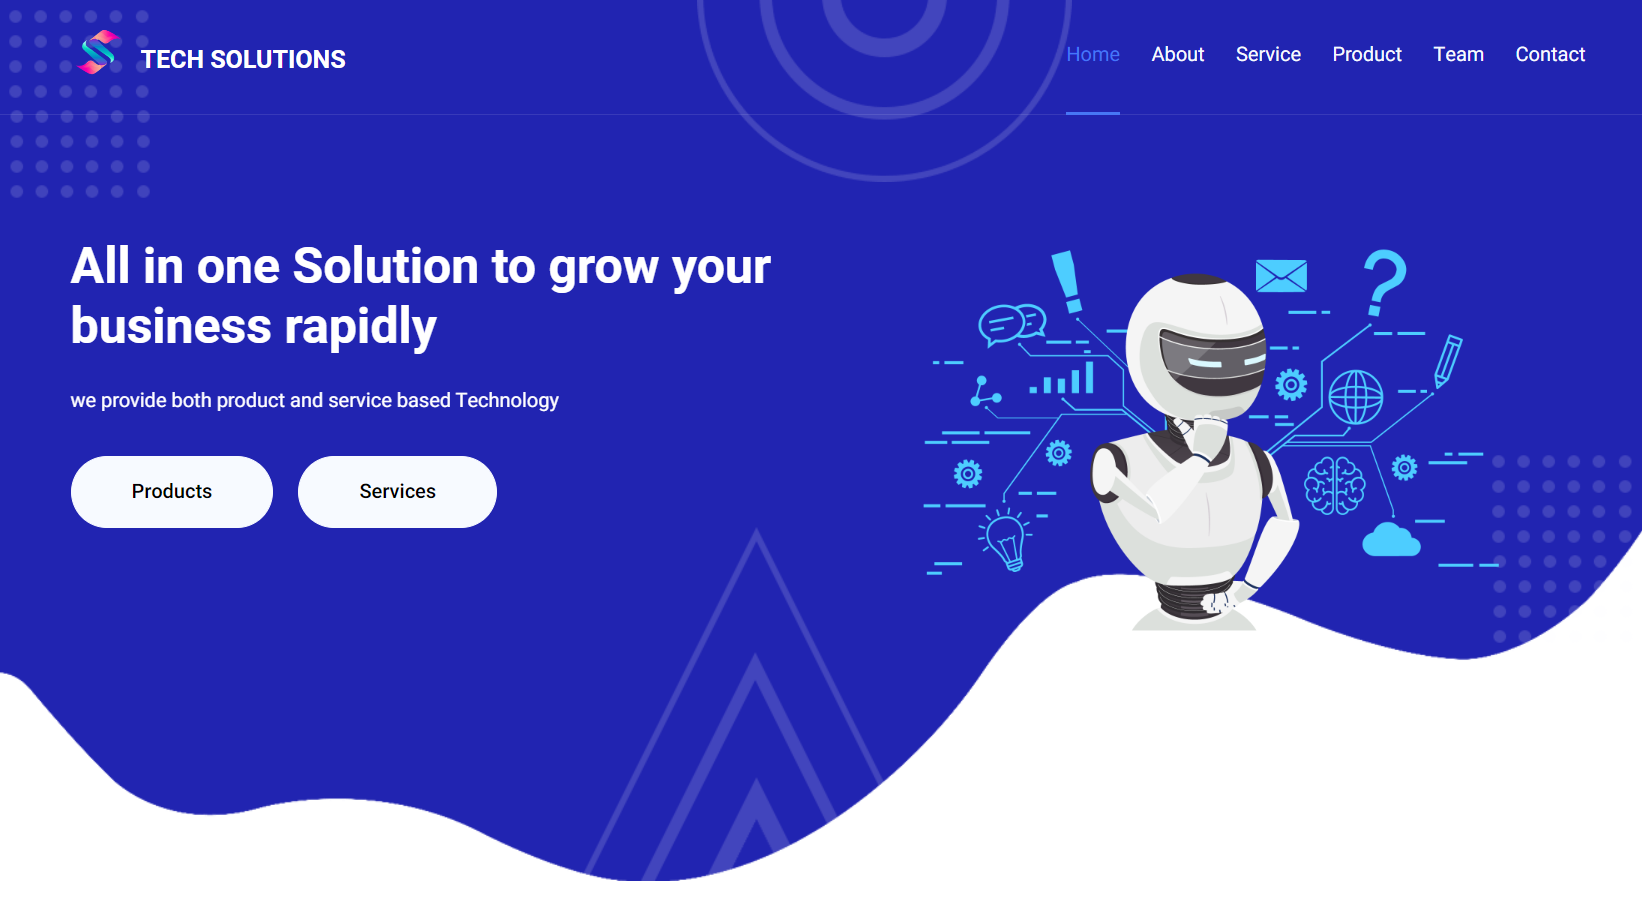 TECH SOLUTIONS
Home About Service Product Team Contact
All in one Solution to grow your
business rapidly
we provide both product and service based Technology
Products Services